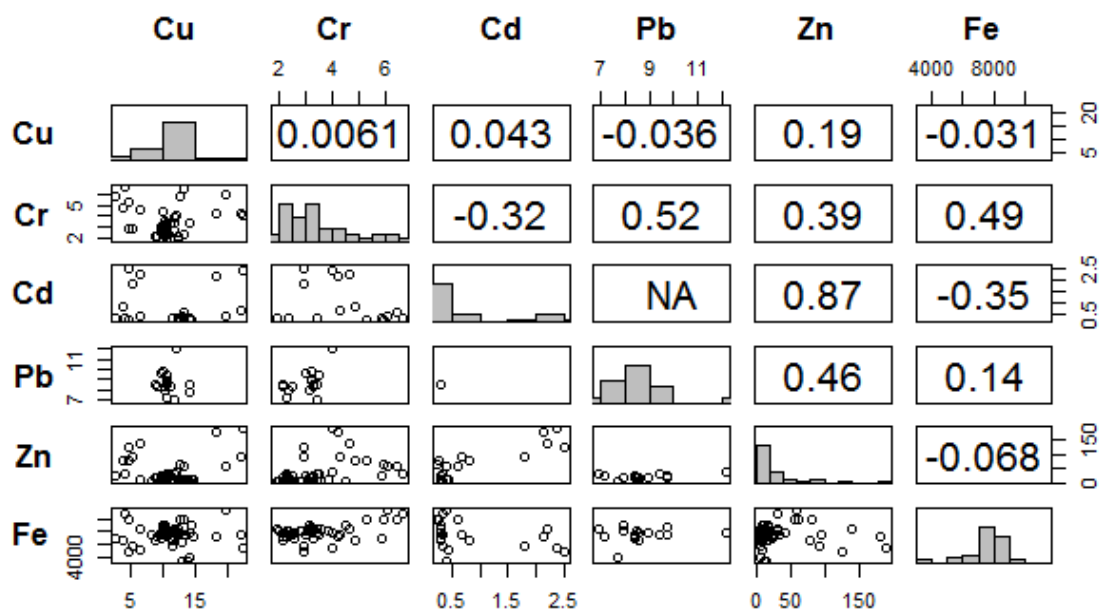 Cu Cr Cd Pb Zn Fe
2 4 6 7 9 11 4000 8000
Cu 0.0061 0.043 -0.036 0.19 -0.031 5 20
Cr 2 5 -0.32 0.52 0.39 0.49
Cd NA 0.87 -0.35 0.5 2.5
Pb 7 11 0.46 0.14
Zn -0.068 0 150
Fe 4000
5 15 0.5 1.5 2.5 0 50 150